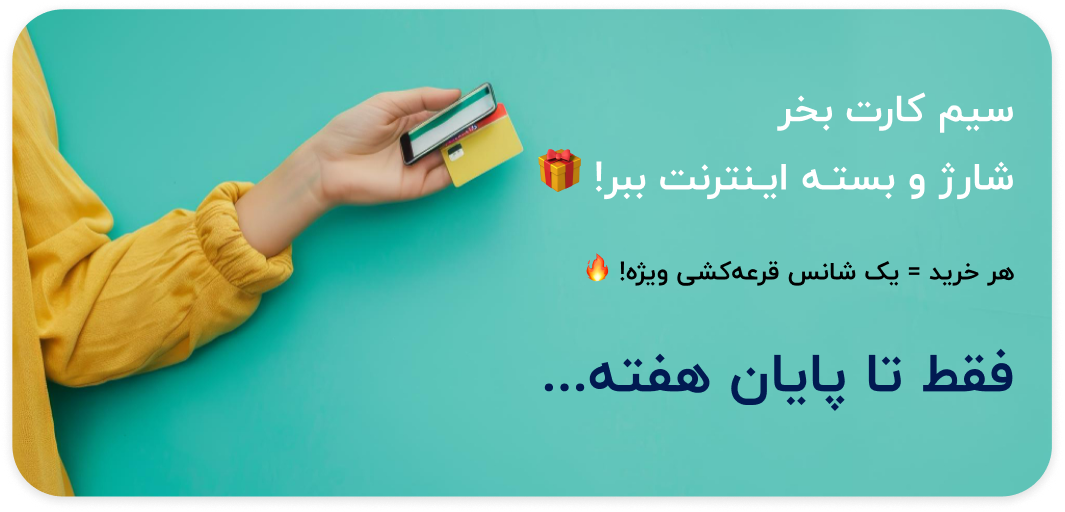 سیم کارت بخر
شارژ و بسته اینترنت ببر! 🎁
هر خرید = یک شانس قرعه‌کشی ویژه! 🔥
فقط تا پایان هفته...